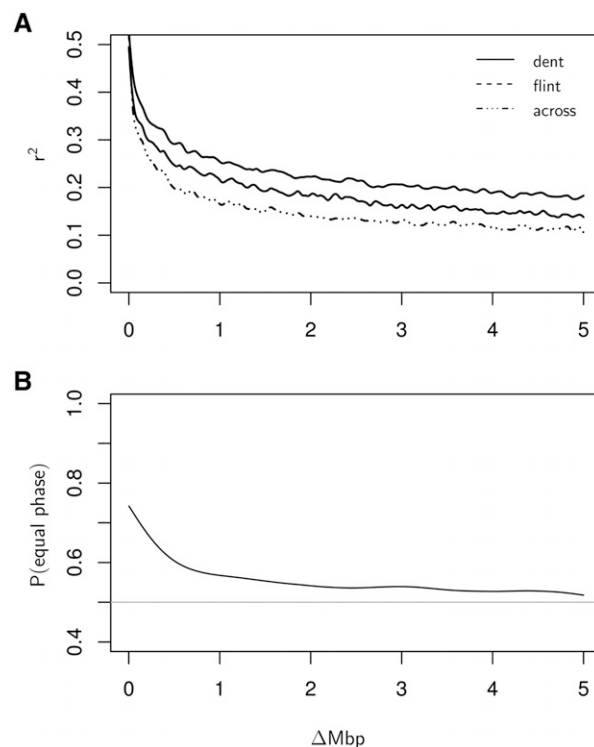 A
0.5
0.4
0.3
0.2
0.1
0.0
r²
dent
flint
across
0 1 2 3 4 5
B
1.0
0.8
0.6
0.4
P(equal phase)
0 1 2 3 4 5
ΔMbp